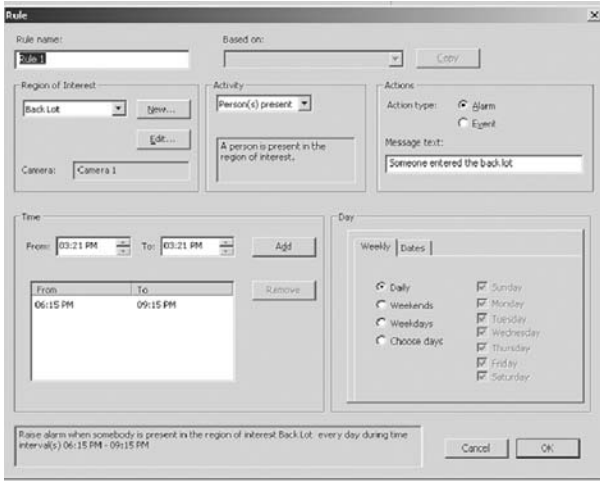 Rule
Rule name:
Based on:
Rule 1
Copy
Region of Interest
Back Lot
New...
Edit...
Camera:
Camera 1
Activity
Person(s) present
A person is present in the
region of interest.
Actions
Action type:
Alarm
Event
Message text:
Someone entered the back lot
Time
From:
03:21 PM
To:
03:21 PM
Add
From
To
Remove
06:15 PM
09:15 PM
Day
Weekly
Dates
Daily
Weekends
Weekdays
Choose days
Sunday
Monday
Tuesday
Wednesday
Thursday
Friday
Saturday
Raise alarm when somebody is present in the region of interest Back Lot every day during time
interval(s) 06:15 PM - 09:15 PM
Cancel
OK